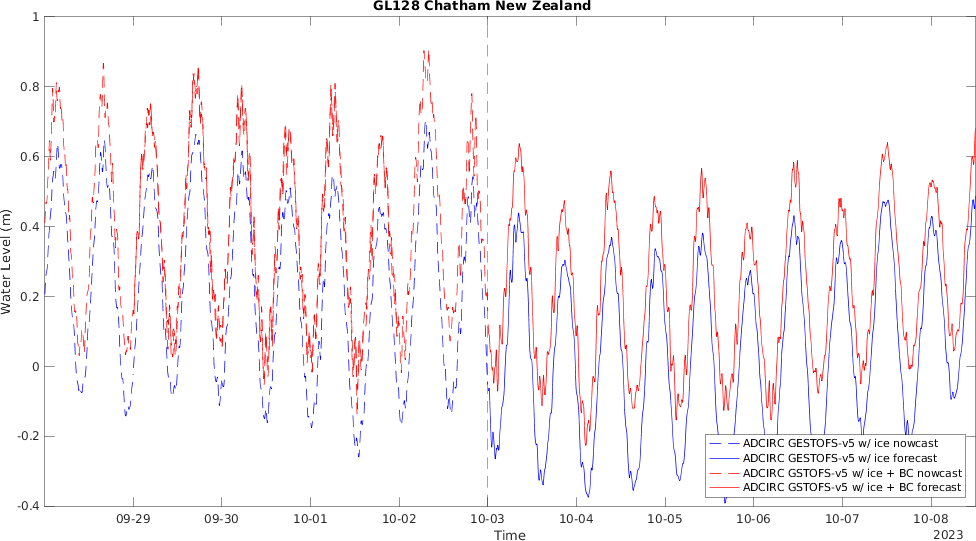 GL128 Chatham New Zealand
1
0.8
0.6
0.4
0.2
0
-0.2
-0.4
Water Level (m)
ADCIRC GESTOFS-v5 w/ ice nowcast
ADCIRC GESTOFS-v5 w/ ice forecast
ADCIRC GSTOFS-v5 w/ ice + BC nowcast
ADCIRC GSTOFS-v5 w/ ice + BC forecast
09-29 09-30 10-01 10-02 10-03 10-04 10-05 10-06 10-07 10-08
Time
2023